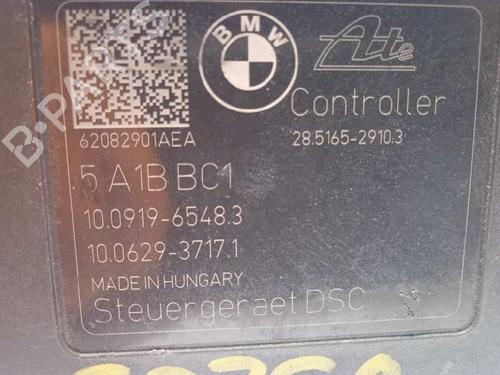 BMW
Ate
Controller
62082901AEA
28.5165-2910.3
5 A1B BC1
10.0919-6548.3
10.0629-3717.1
MADE IN HUNGARY
Steuergeraet DSC
B-PARTS